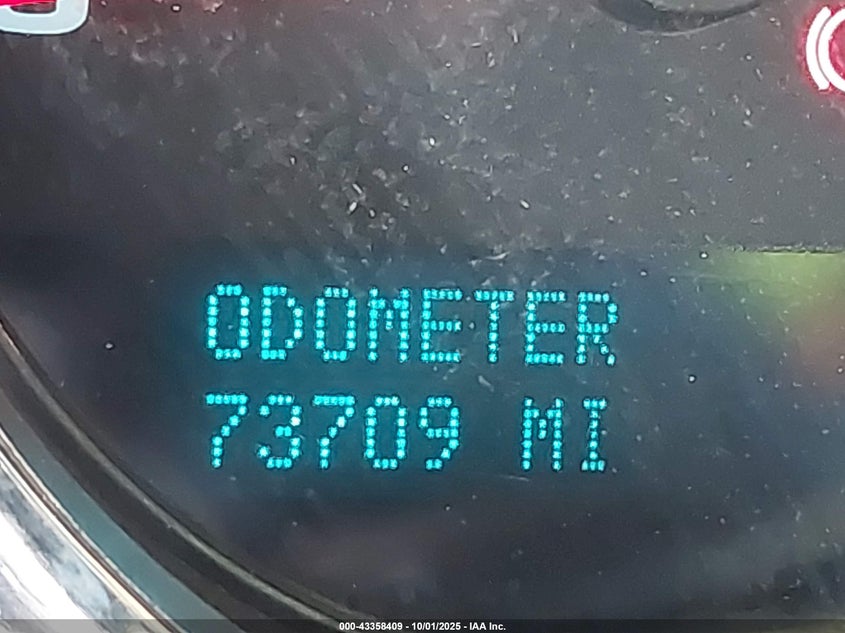 ODOMETER
73709 MI
000-43358409 - 10/01/2025 - IAA Inc.